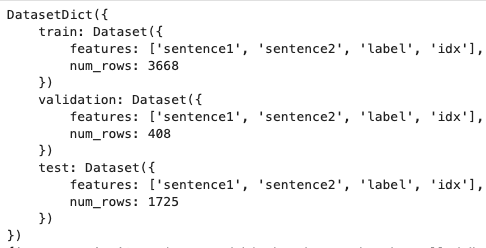 DatasetDict({
    train: Dataset({
        features: ['sentence1', 'sentence2', 'label', 'idx'],
        num_rows: 3668
    })
    validation: Dataset({
        features: ['sentence1', 'sentence2', 'label', 'idx'],
        num_rows: 408
    })
    test: Dataset({
        features: ['sentence1', 'sentence2', 'label', 'idx'],
        num_rows: 1725
    })
})